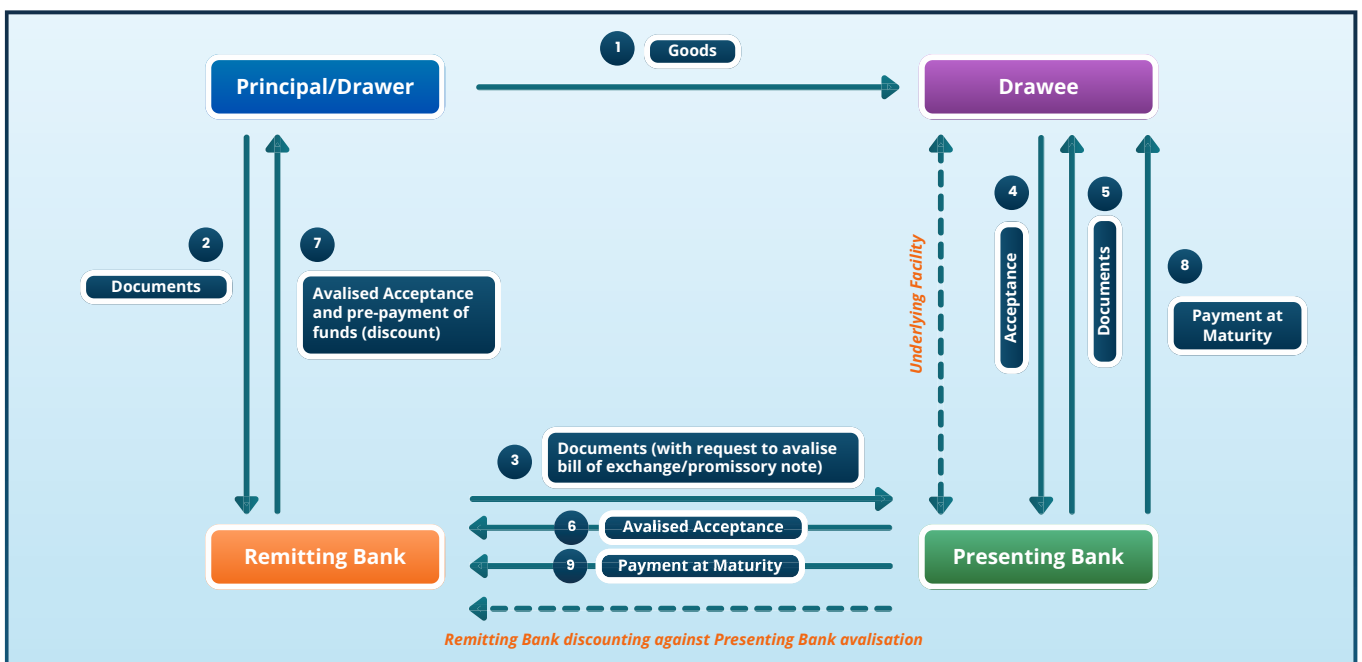 1
Goods
Principal/Drawer
Drawee
4
5
2
7
8
Documents
Avalised Acceptance
and pre-payment of
funds (discount)
Underlying Facility
Acceptance
Documents
Payment at
Maturity
3
Documents (with request to avalise
bill of exchange/promissory note)
6
Avalised Acceptance
Remitting Bank
Presenting Bank
9
Payment at Maturity
Remitting Bank discounting against Presenting Bank avalisation